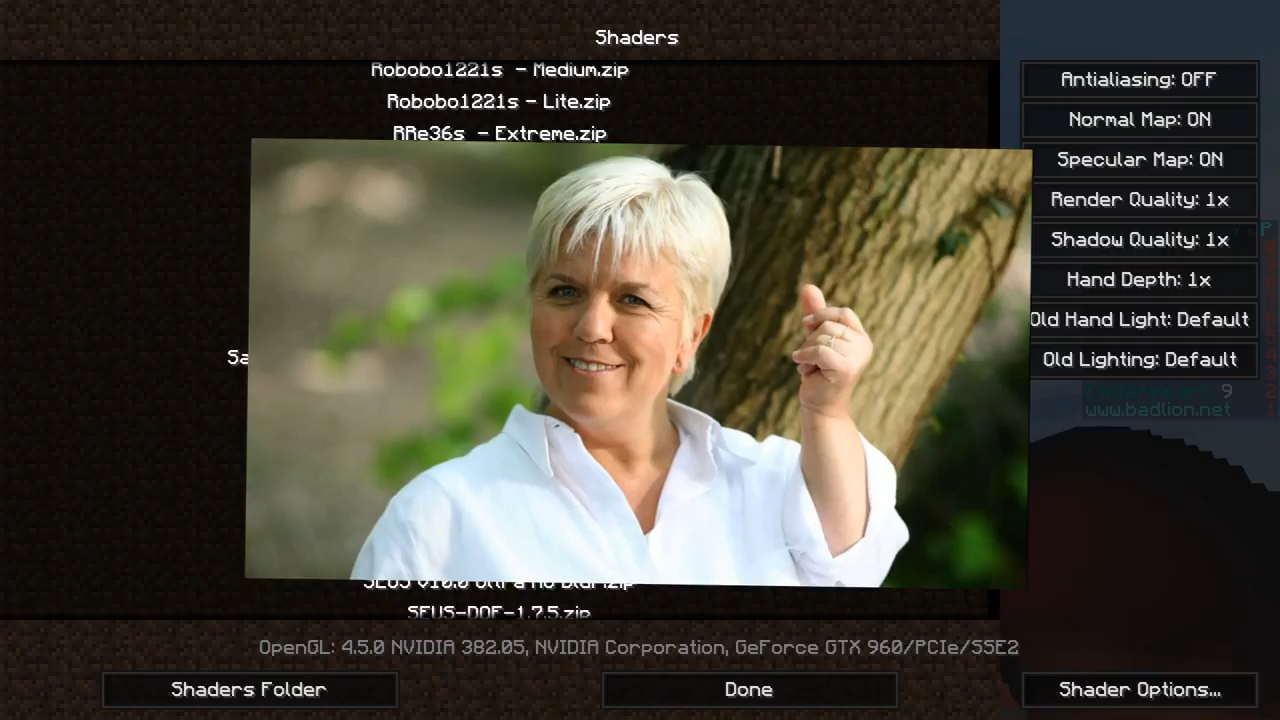 Shaders
Robobo1221s - Medium.zip
Robobo1221s - Lite.zip
RRe36s - Extreme.zip
Sa
SEUS-DOF-1.7.5.zip
OpenGL: 4.5.0 NVIDIA 382.05, NVIDIA Corporation, GeForce GTX 960/PCIe/SSE2
Shaders Folder
Done
Antialiasing: OFF
Normal Map: ON
Specular Map: ON
Render Quality: 1x
Shadow Quality: 1x
Hand Depth: 1x
Old Hand Light: Default
Old Lighting: Default
9
www.badlion.net
Shader Options...